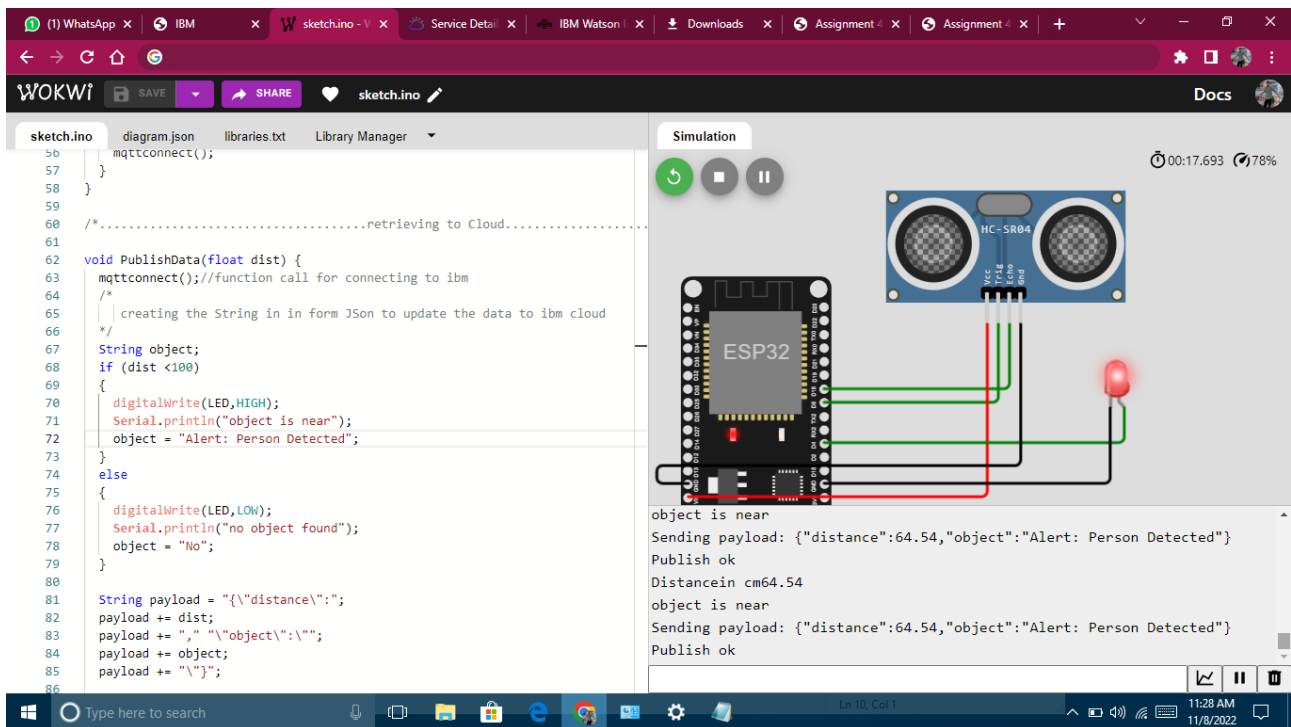 (1) WhatsApp
IBM
sketch.ino - W
Service Detail
IBM Watson I
Downloads
Assignment 4
Assignment 4
WOKWi
SAVE
SHARE
sketch.ino
Docs
sketch.ino
diagram.json
libraries.txt
Library Manager
56 mqttconnect();
57 }
58 }
59
60 /*....................................retrieving to Cloud...................
61
62 void PublishData(float dist) {
63 mqttconnect();//function call for connecting to ibm
64 /*
65 creating the String in in form JSon to update the data to ibm cloud
66 */
67 String object;
68 if (dist <100)
69 {
70 digitalWrite(LED,HIGH);
71 Serial.println("object is near");
72 object = "Alert: Person Detected";
73 }
74 else
75 {
76 digitalWrite(LED,LOW);
77 Serial.println("no object found");
78 object = "No";
79 }
80
81 String payload = "{\"distance\":";
82 payload += dist;
83 payload += "," "\"object\":\"";
84 payload += object;
85 payload += "\"}";
86
Simulation
00:17.693
78%
HC-SR04
Vcc
Trig
Echo
Gnd
ESP32
object is near
Sending payload: {"distance":64.54,"object":"Alert: Person Detected"}
Publish ok
Distancein cm64.54
object is near
Sending payload: {"distance":64.54,"object":"Alert: Person Detected"}
Publish ok
Type here to search
Ln 10, Col 1
11:28 AM
11/8/2022